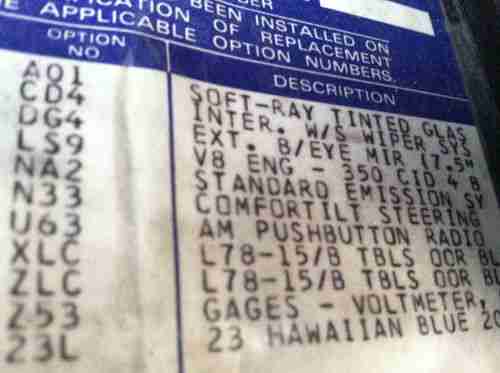 BEEN INSTALLED ON
OF REPLACEMENT
APPLICABLE OPTION NUMBERS.
OPTION NO
DESCRIPTION
A01 SOFT-RAY TINTED GLAS
CD4 INTER. W/S WIPER SYS
DG4 EXT. B/EYE MIR (7.5"
LS9 V8 ENG - 350 CID 4 B
NA2 STANDARD EMISSION SY
N33 COMFORTILT STEERING
U63 AM PUSHBUTTON RADIO
XLC L78-15/B TBLS OOR BL
ZLC L78-15/B TBLS OOR BL
Z53 GAGES - VOLTMETER,
23L 23 HAWAIIAN BLUE 20